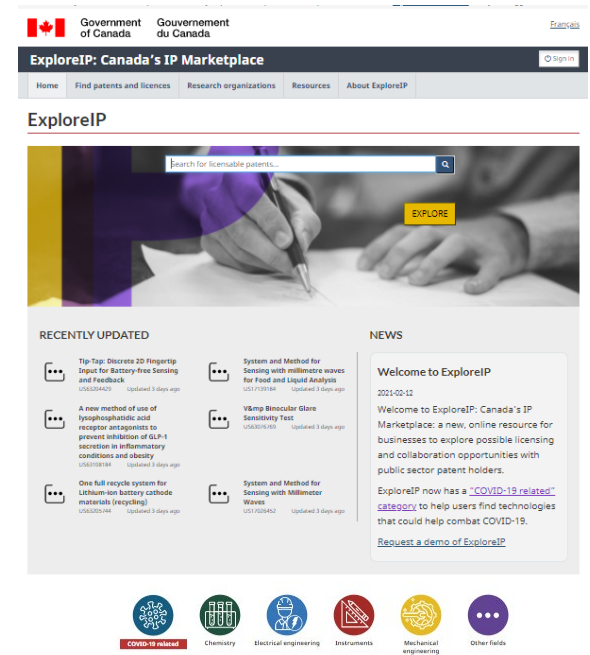 Government of Canada
Gouvernement du Canada
Français
ExploreIP: Canada's IP Marketplace
Sign in
Home
Find patents and licences
Research organizations
Resources
About ExploreIP
ExploreIP
Search for licensable patents...
EXPLORE
RECENTLY UPDATED
Tip-Tap: Discrete 2D Fingertip
Input for Battery-free Sensing
and Feedback
US63204429 Updated 3 days ago
System and Method for
Sensing with millimetre waves
for Food and Liquid Analysis
US17139184 Updated 3 days ago
A new method of use of
lysophosphatidic acid
receptor antagonists to
prevent inhibition of GLP-1
secretion in inflammatory
conditions and obesity
US63108184 Updated 3 days ago
V&mp Binocular Glare
Sensitivity Test
US63076769 Updated 3 days ago
One full recycle system for
Lithium-ion battery cathode
materials (recycling)
US63205744 Updated 3 days ago
System and Method for
Sensing with Millimeter
Waves
US17026452 Updated 3 days ago
NEWS
Welcome to ExploreIP
2021-02-12
Welcome to ExploreIP: Canada's IP
Marketplace: a new, online resource for
businesses to explore possible licensing
and collaboration opportunities with
public sector patent holders.
ExploreIP now has a "COVID-19 related"
category to help users find technologies
that could help combat COVID-19.
Request a demo of ExploreIP
COVID-19 related
Chemistry
Electrical engineering
Instruments
Mechanical
engineering
Other fields